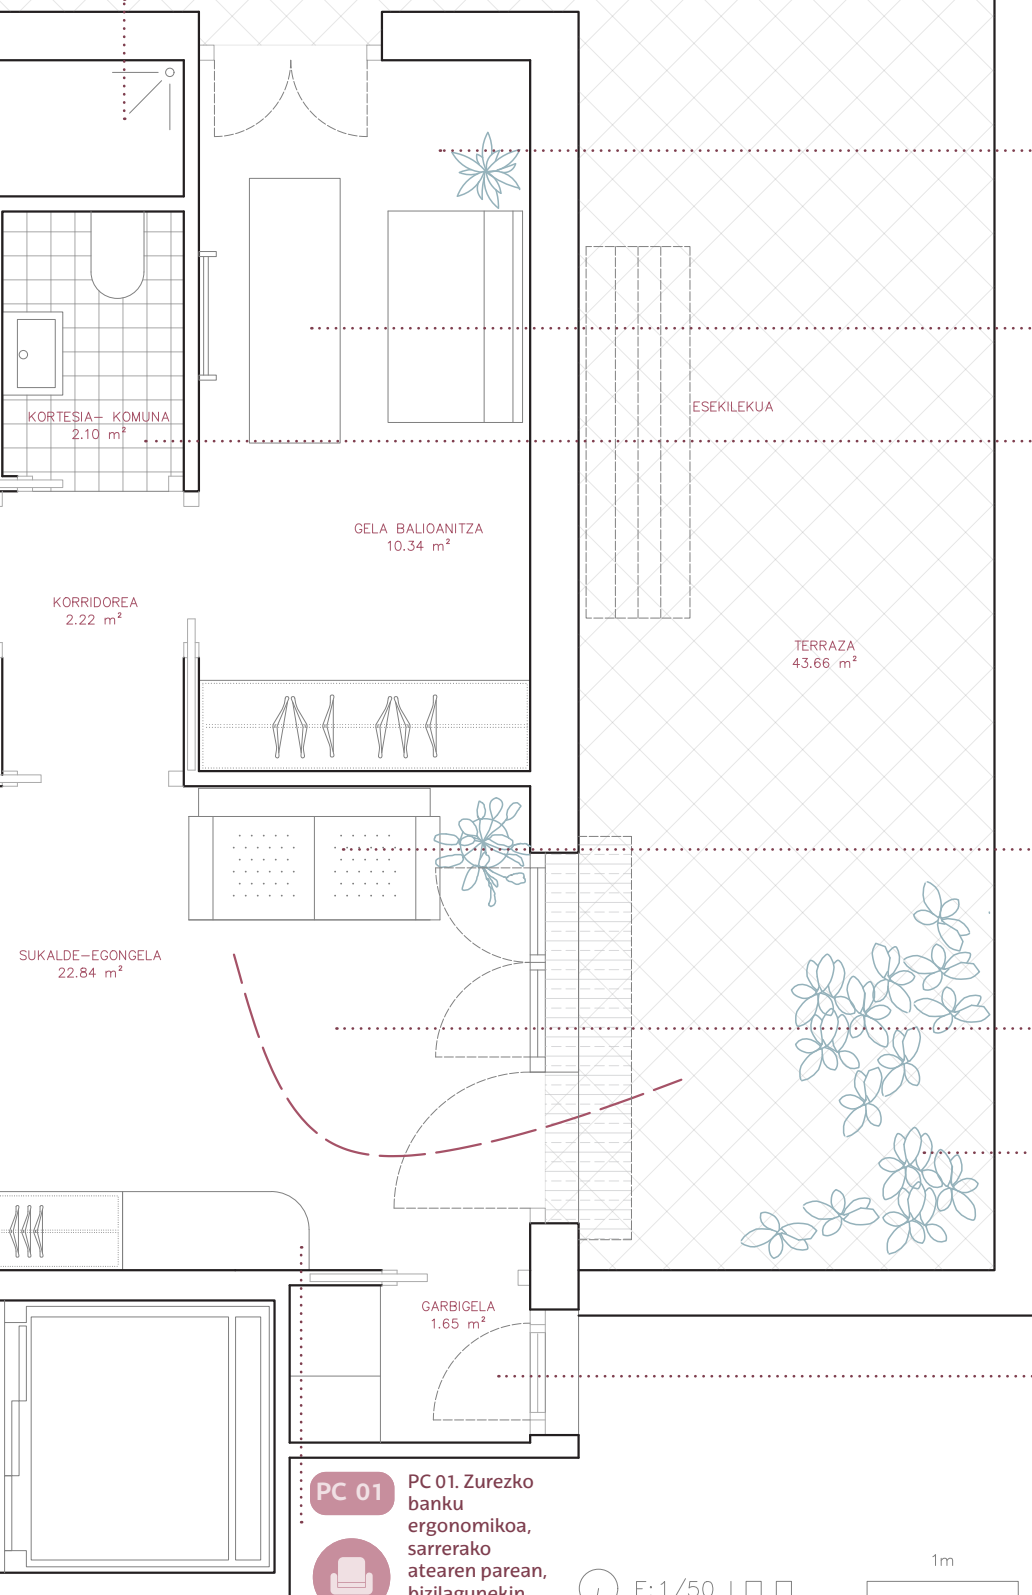 ESEKILEKUA
KORTESIA- KOMUNA
2.10 m²
GELA BALIOANITZA
10.34 m²
KORRIDOREA
2.22 m²
TERRAZA
43.66 m²
SUKALDE-EGONGELA
22.84 m²
GARBIGELA
1.65 m²
PC 01
PC 01. Zurezko
banku
ergonomikoa,
sarrerako
atearen parean,
bizilagunekin
E: 1/50
1m